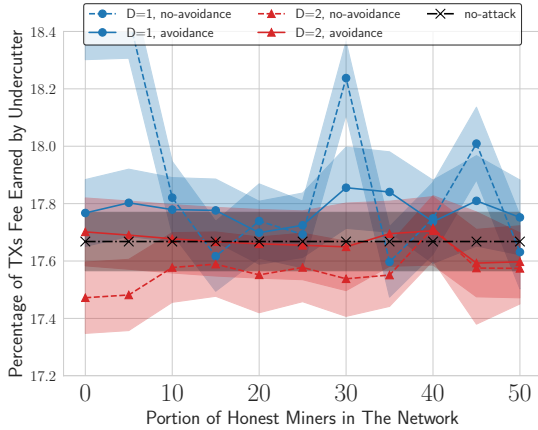 D=1, no-avoidance D=2, no-avoidance no-attack
D=1, avoidance D=2, avoidance
Percentage of TXs Fee Earned by Undercutter
18.4
18.2
18.0
17.8
17.6
17.4
17.2
0 10 20 30 40 50
Portion of Honest Miners in The Network